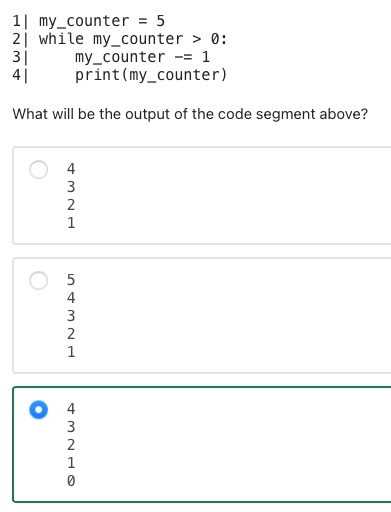 1| my_counter = 5
2| while my_counter > 0:
3|     my_counter -= 1
4|     print(my_counter)
What will be the output of the code segment above?
4
3
2
1
5
4
3
2
1
4
3
2
1
0